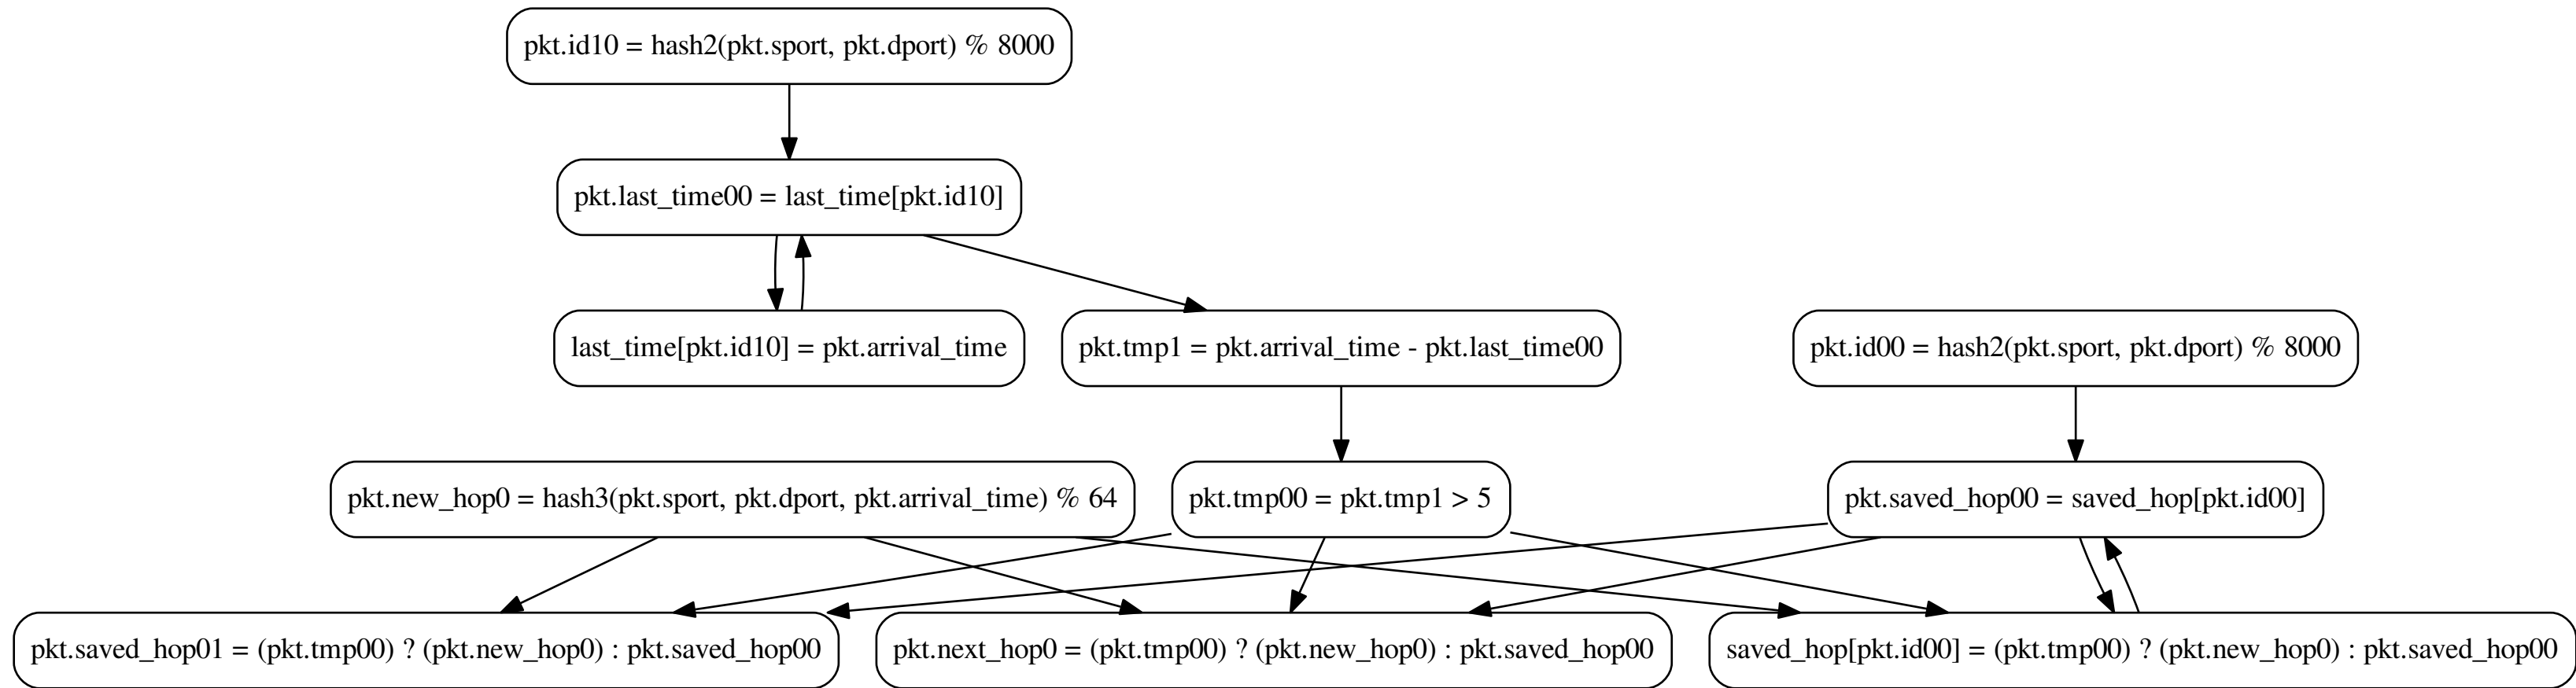 pkt.id10 = hash2(pkt.sport, pkt.dport) % 8000
pkt.last_time00 = last_time[pkt.id10]
last_time[pkt.id10] = pkt.arrival_time
pkt.tmp1 = pkt.arrival_time - pkt.last_time00
pkt.id00 = hash2(pkt.sport, pkt.dport) % 8000
pkt.new_hop0 = hash3(pkt.sport, pkt.dport, pkt.arrival_time) % 64
pkt.tmp00 = pkt.tmp1 > 5
pkt.saved_hop00 = saved_hop[pkt.id00]
pkt.saved_hop01 = (pkt.tmp00) ? (pkt.new_hop0) : pkt.saved_hop00
pkt.next_hop0 = (pkt.tmp00) ? (pkt.new_hop0) : pkt.saved_hop00
saved_hop[pkt.id00] = (pkt.tmp00) ? (pkt.new_hop0) : pkt.saved_hop00